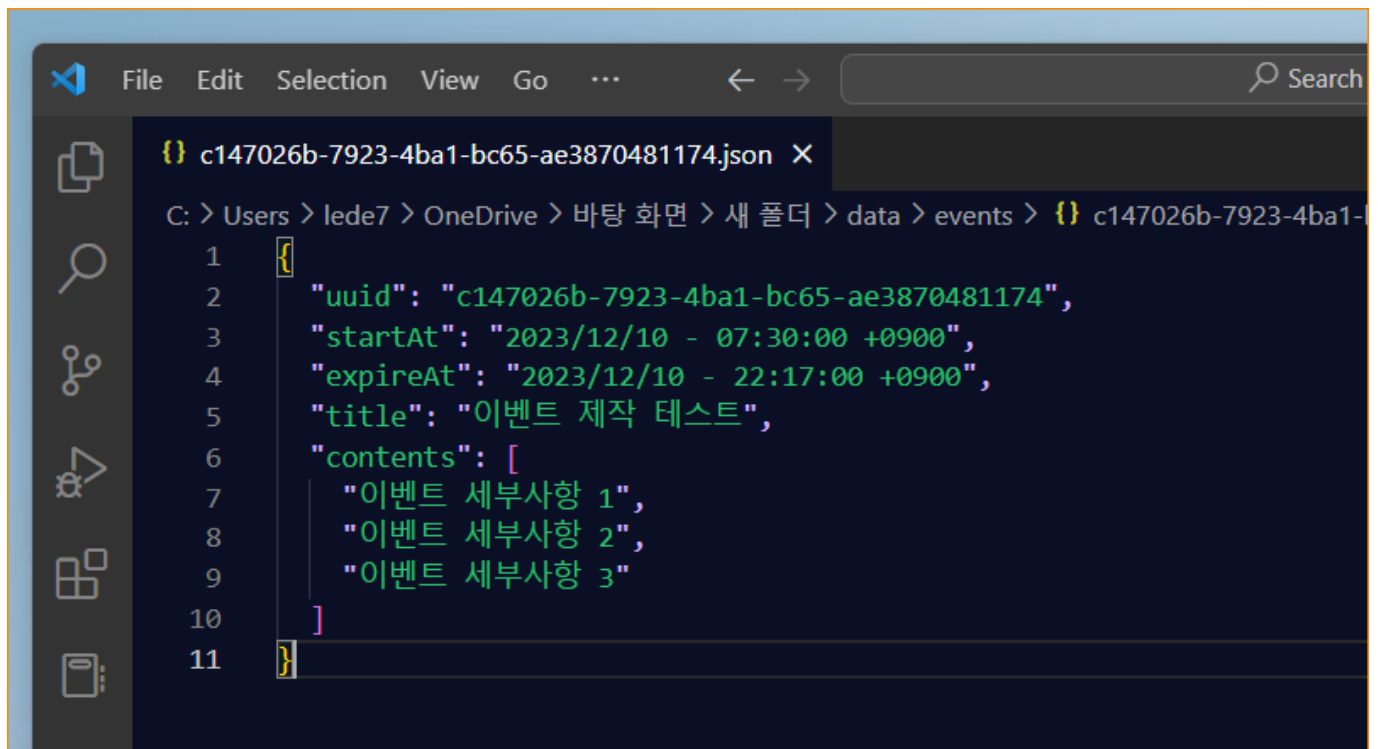 File Edit Selection View Go ··· ← → Search
{} c147026b-7923-4ba1-bc65-ae3870481174.json ×
C: > Users > lede7 > OneDrive > 바탕 화면 > 새 폴더 > data > events > {} c147026b-7923-4ba1-
1 {
2 "uuid": "c147026b-7923-4ba1-bc65-ae3870481174",
3 "startAt": "2023/12/10 - 07:30:00 +0900",
4 "expireAt": "2023/12/10 - 22:17:00 +0900",
5 "title": "이벤트 제작 테스트",
6 "contents": [
7 "이벤트 세부사항 1",
8 "이벤트 세부사항 2",
9 "이벤트 세부사항 3"
10 ]
11 }